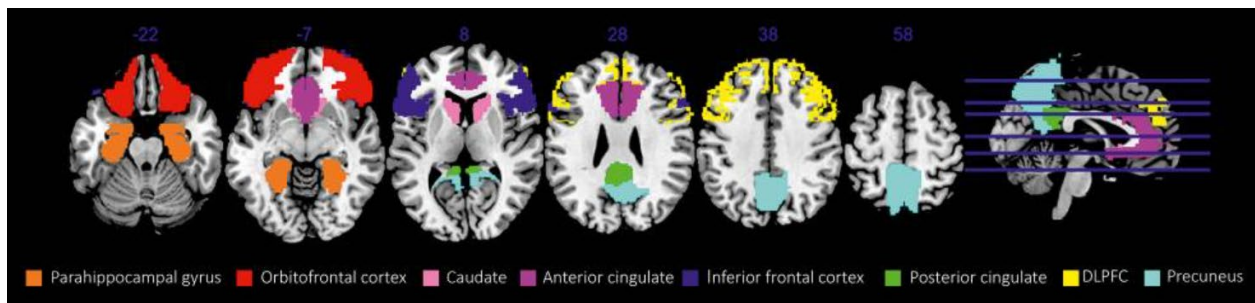 -22 -7 8 28 38 58
Parahippocampal gyrus Orbitofrontal cortex Caudate Anterior cingulate Inferior frontal cortex Posterior cingulate DLPFC Precuneus